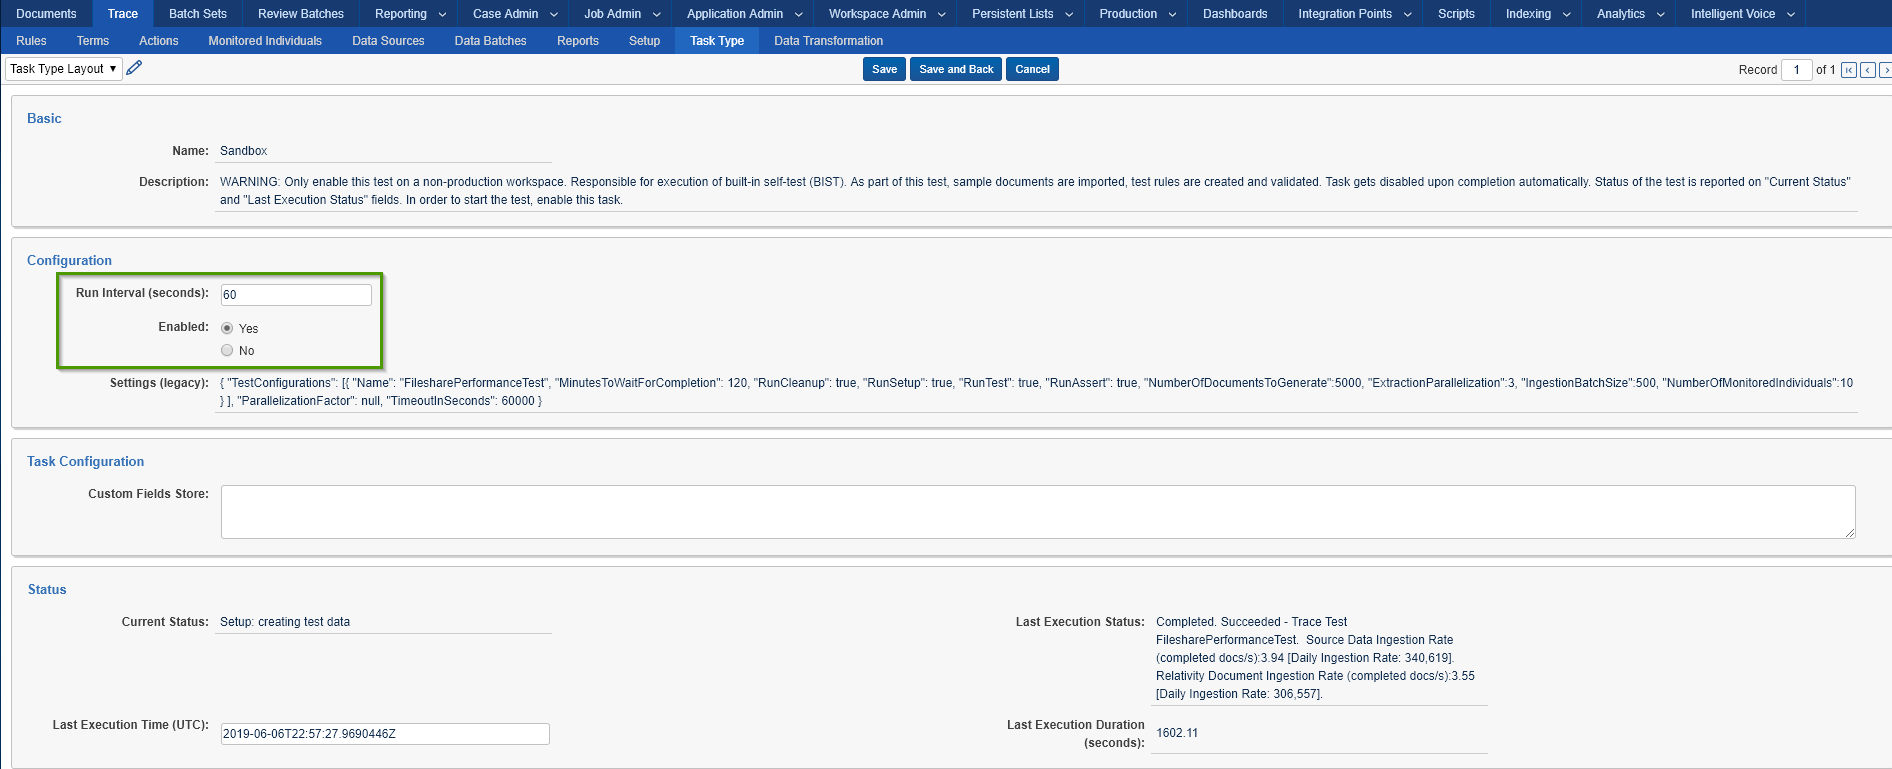 Documents Trace Batch Sets Review Batches Reporting Case Admin Job Admin Application Admin Workspace Admin Persistent Lists Production Dashboards Integration Points Scripts Indexing Analytics Intelligent Voice
Rules Terms Actions Monitored Individuals Data Sources Data Batches Reports Setup Task Type Data Transformation
Task Type Layout Save Save and Back Cancel Record 1 of 1
Basic
Name: Sandbox
Description: WARNING: Only enable this test on a non-production workspace. Responsible for execution of built-in self-test (BIST). As part of this test, sample documents are imported, test rules are created and validated. Task gets disabled upon completion automatically. Status of the test is reported on "Current Status"
and "Last Execution Status" fields. In order to start the test, enable this task.
Configuration
Run Interval (seconds): 60
Enabled: Yes
No
Settings (legacy): { "TestConfigurations": [{ "Name": "FilesharePerformanceTest", "MinutesToWaitForCompletion": 120, "RunCleanup": true, "RunSetup": true, "RunTest": true, "RunAssert": true, "NumberOfDocumentsToGenerate":5000, "ExtractionParallelization":3, "IngestionBatchSize":500, "NumberOfMonitoredIndividuals":10
} ], "ParallelizationFactor": null, "TimeoutInSeconds": 60000 }
Task Configuration
Custom Fields Store:
Status
Current Status: Setup: creating test data
Last Execution Status: Completed. Succeeded - Trace Test
FilesharePerformanceTest. Source Data Ingestion Rate
(completed docs/s):3.94 [Daily Ingestion Rate: 340,619].
Relativity Document Ingestion Rate (completed docs/s):3.55
[Daily Ingestion Rate: 306,557].
Last Execution Time (UTC): 2019-06-06T22:57:27.9690446Z
Last Execution Duration
(seconds): 1602.11